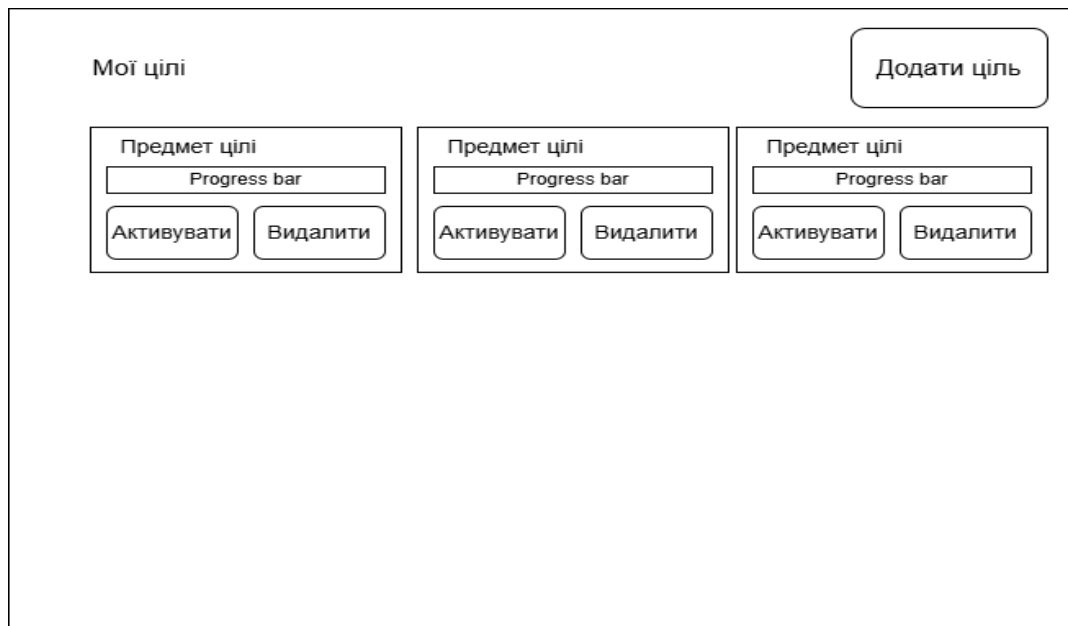 Мої цілі
Додати ціль
Предмет цілі
Progress bar
Активувати Видалити
Предмет цілі
Progress bar
Активувати Видалити
Предмет цілі
Progress bar
Активувати Видалити